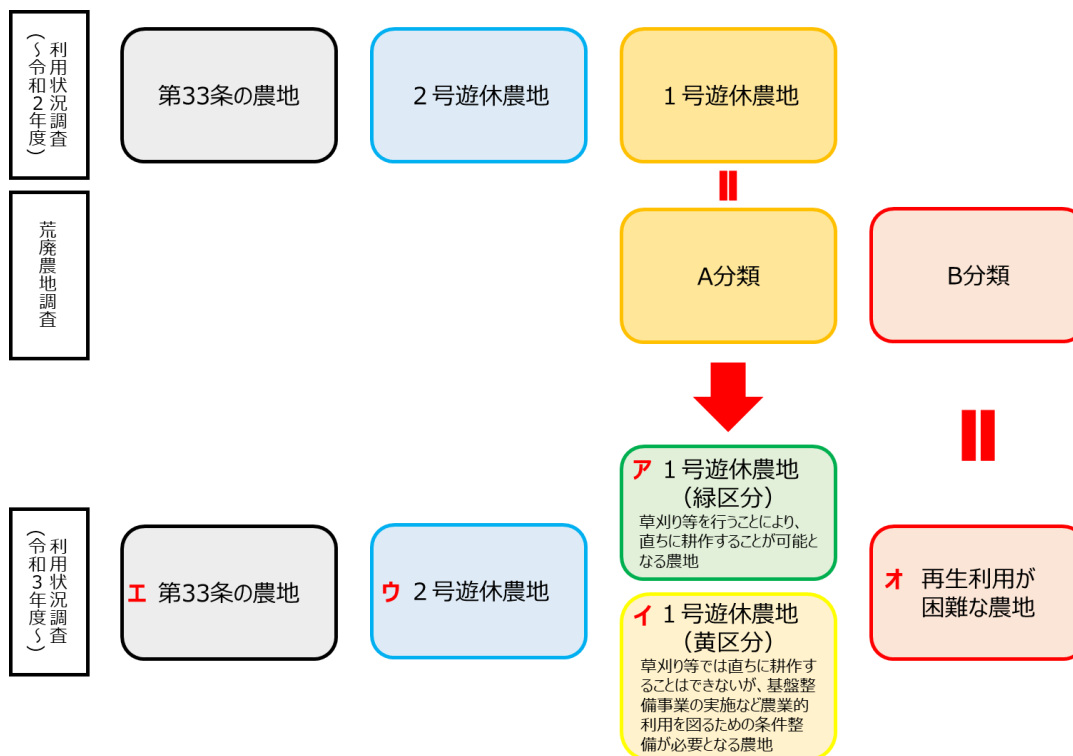 利用状況調査
(～令和２年度)
第33条の農地
２号遊休農地
１号遊休農地
荒廃農地調査
A分類
B分類
利用状況調査
(令和３年度～)
エ 第33条の農地
ウ ２号遊休農地
ア １号遊休農地
（緑区分）
草刈り等を行うことにより、
直ちに耕作することが可能と
なる農地
イ １号遊休農地
（黄区分）
草刈り等では直ちに耕作す
ることはできないが、基盤整
備事業の実施など農業的
利用を図るための条件整
備が必要となる農地
オ 再生利用が
困難な農地